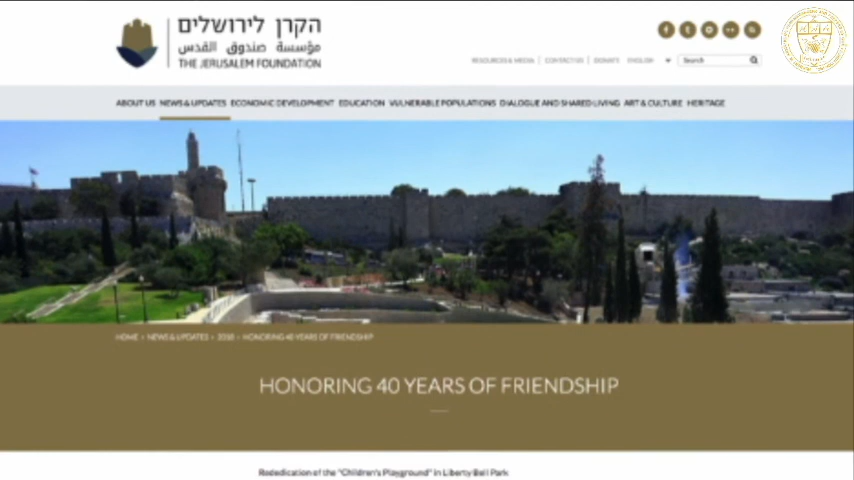 הקרן לירושלים
مؤسسة صندوق القدس
THE JERUSALEM FOUNDATION
RESOURCES & MEDIA | CONTACT US | DONATE ENGLISH Search
ABOUT US NEWS & UPDATES ECONOMIC DEVELOPMENT EDUCATION VULNERABLE POPULATIONS DIALOGUE AND SHARED LIVING ART & CULTURE HERITAGE
HOME › NEWS & UPDATES › HONORING 40 YEARS OF FRIENDSHIP
HONORING 40 YEARS OF FRIENDSHIP
Rededication of the "Children's Playground" in Liberty Bell Park